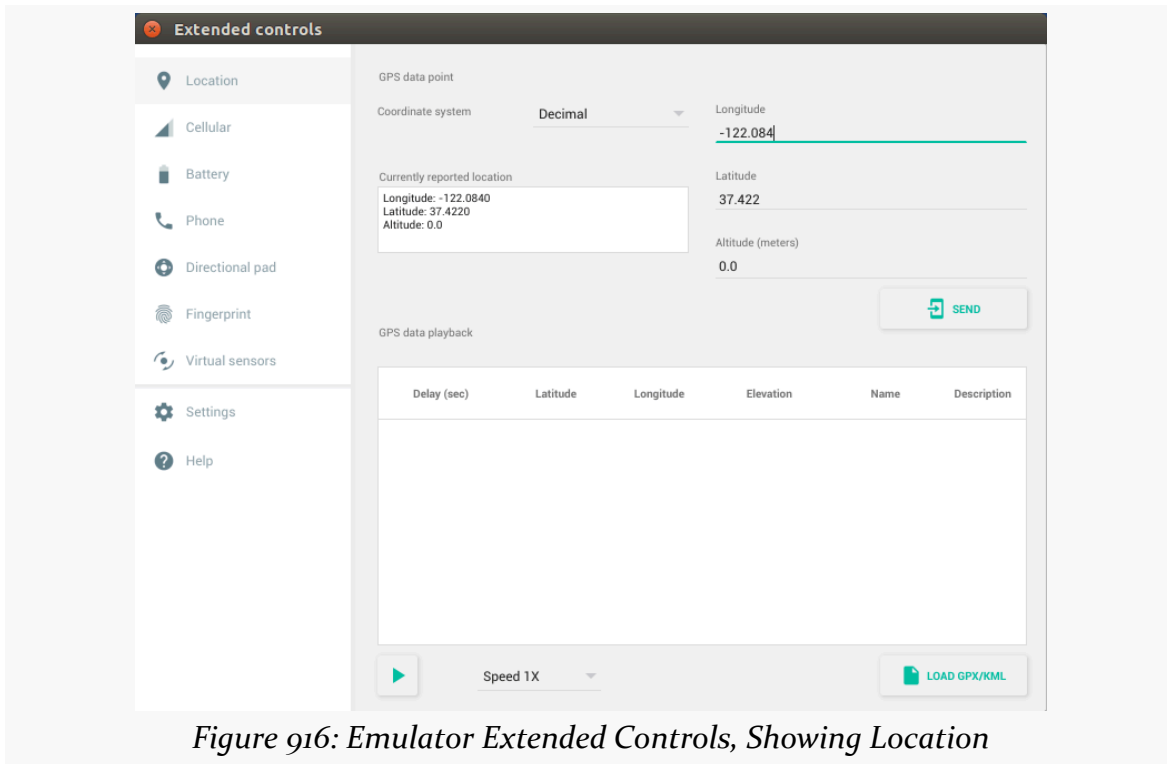 Extended controls
Location
Cellular
Battery
Phone
Directional pad
Fingerprint
Virtual sensors
Settings
Help
GPS data point
Coordinate system
Decimal
Longitude
-122.084
Currently reported location
Longitude: -122.0840
Latitude: 37.4220
Altitude: 0.0
Latitude
37.422
Altitude (meters)
0.0
SEND
GPS data playback
Delay (sec) Latitude Longitude Elevation Name Description
Speed 1X
LOAD GPX/KML
Figure 916: Emulator Extended Controls, Showing Location